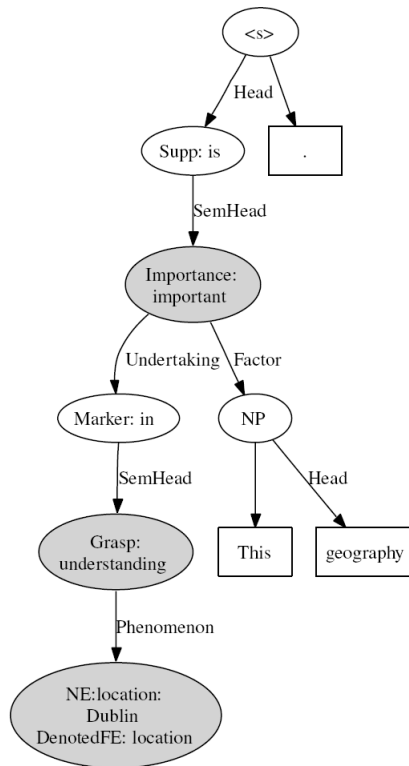 <s>
Head
Supp: is
.
SemHead
Importance:
important
Undertaking
Factor
Marker: in
NP
SemHead
Head
Grasp:
understanding
This
geography
Phenomenon
NE:location:
Dublin
DenotedFE: location